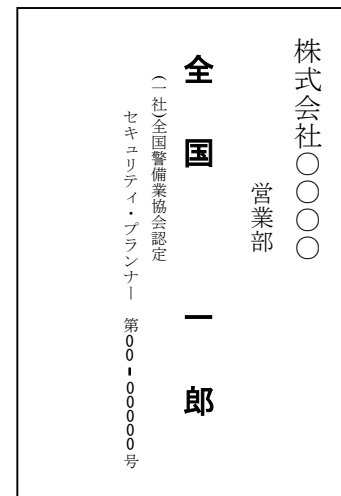 株式会社○○○○
営業部
全国 一郎
(一社)全国警備業協会認定
セキュリティ・プランナー 第00-00000号